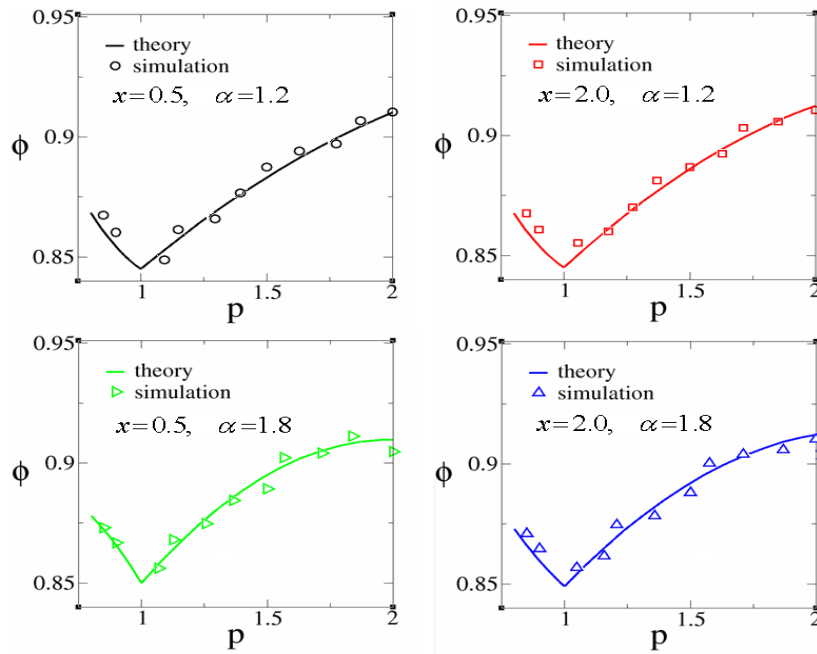 0.95
theory
simulation
x=0.5, α=1.2
0.9
ϕ
0.85
1
1.5
2
p
0.95
theory
simulation
x=2.0, α=1.2
0.9
ϕ
0.85
1
1.5
2
p
0.95
theory
simulation
x=0.5, α=1.8
0.9
ϕ
0.85
1
1.5
2
p
0.95
theory
simulation
x=2.0, α=1.8
0.9
ϕ
0.85
1
1.5
2
p